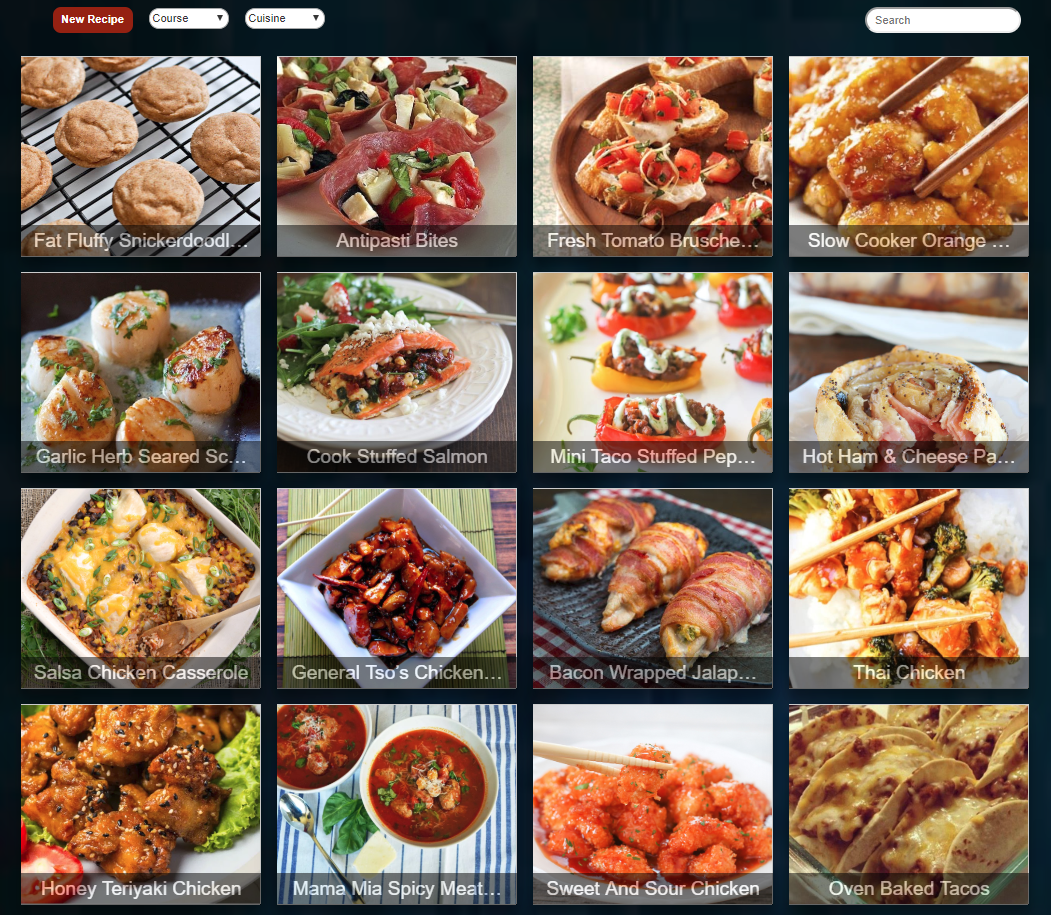 New Recipe Course Cuisine Search
Fat Fluffy Snickerdoodl... Antipasti Bites Fresh Tomato Brusche... Slow Cooker Orange ...
Garlic Herb Seared Sc... Cook Stuffed Salmon Mini Taco Stuffed Pep... Hot Ham & Cheese Pa...
Salsa Chicken Casserole General Tso's Chicken... Bacon Wrapped Jalap... Thai Chicken
Honey Teriyaki Chicken Mama Mia Spicy Meat... Sweet And Sour Chicken Oven Baked Tacos